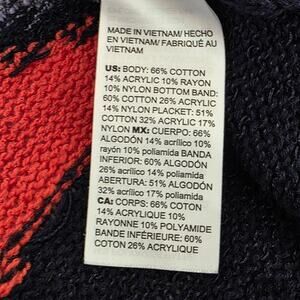 MADE IN VIETNAM/ HECHO
EN VIETNAM/ FABRIQUÉ AU
VIETNAM
US: BODY: 66% COTTON
14% ACRYLIC 10% RAYON
10% NYLON BOTTOM BAND:
60% COTTON 26% ACRYLIC
14% NYLON PLACKET: 51%
COTTON 32% ACRYLIC 17%
NYLON MX: CUERPO: 66%
ALGODÓN 14% acrílico 10%
rayón 10% poliamida BANDA
INFERIOR: 60% ALGODÓN
26% acrílico 14% poliamida
ABERTURA: 51% ALGODÓN
32% acrílico 17% poliamida
CA: CORPS: 66% COTON
14% ACRYLIQUE 10%
RAYONNE 10% POLYAMIDE
BANDE INFÉRIEURE: 60%
COTON 26% ACRYLIQUE